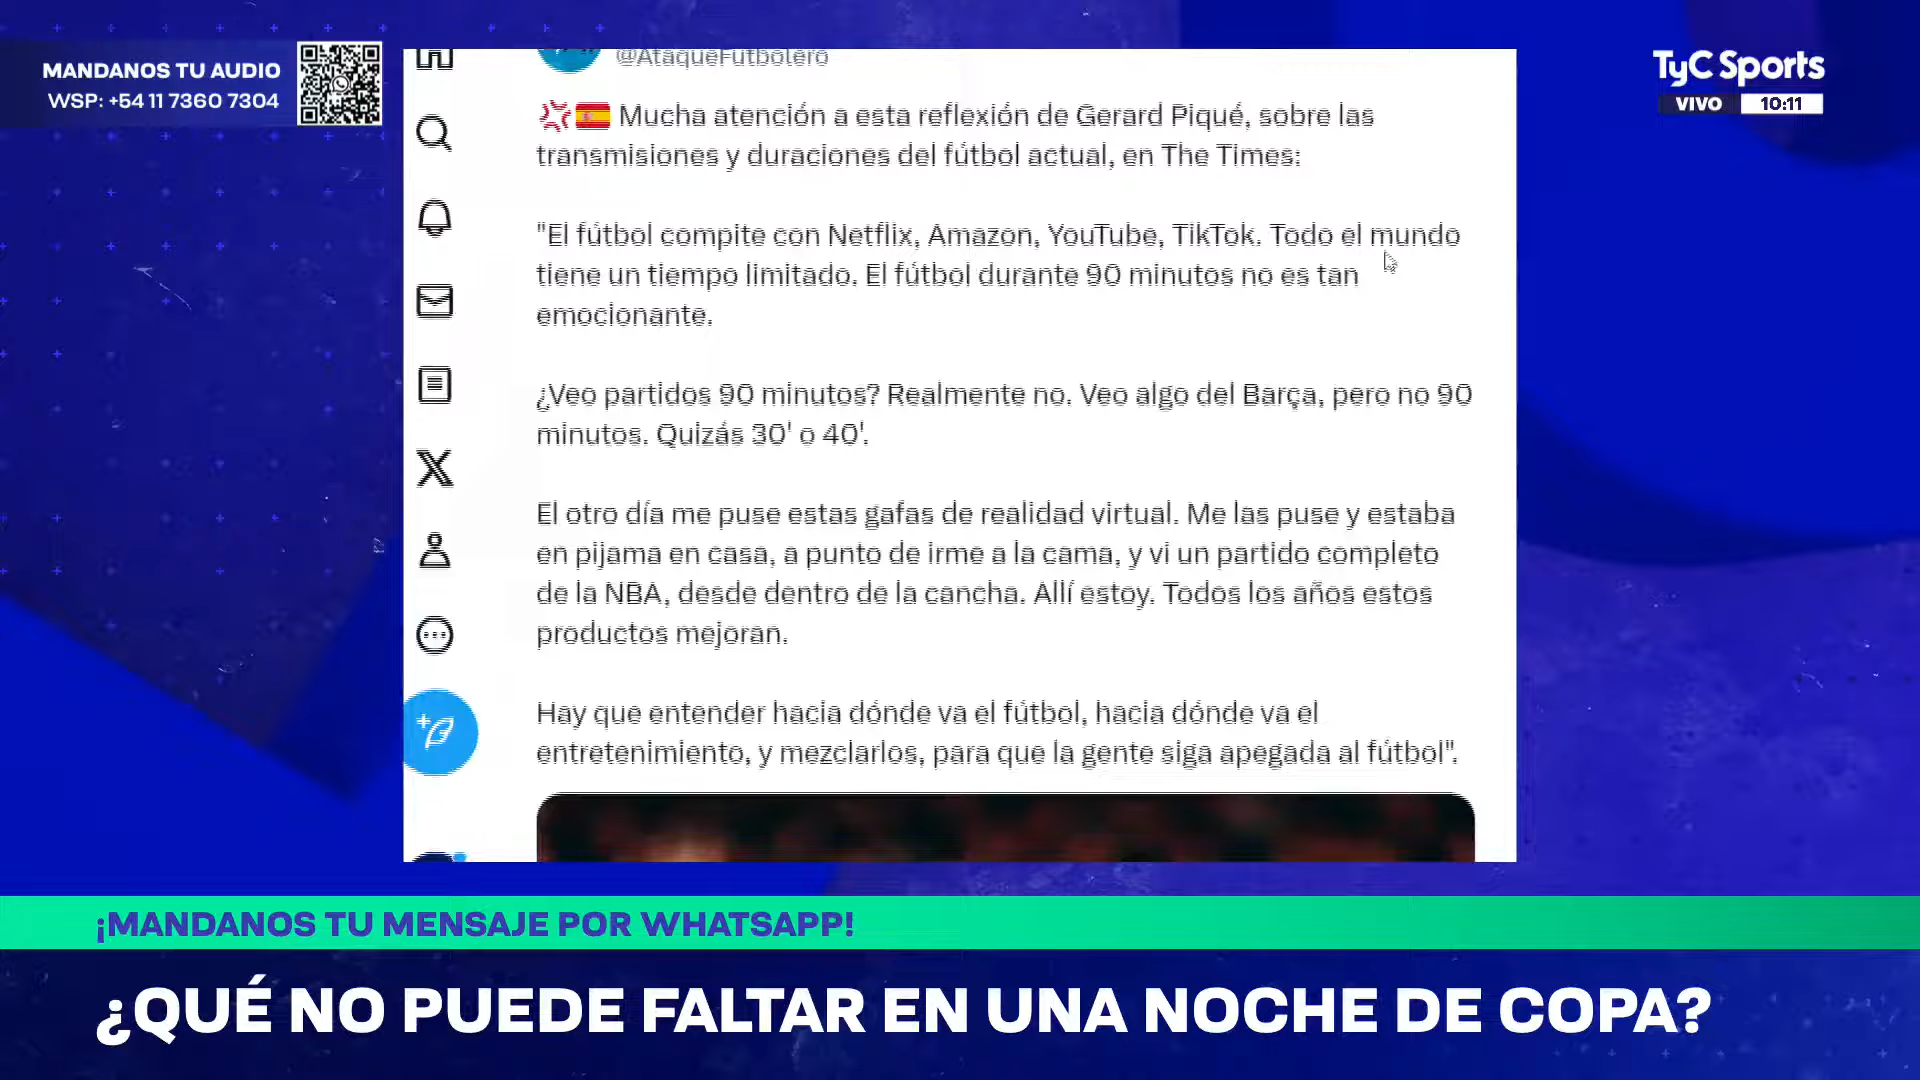 MANDANOS TU AUDIO
WSP: +54 11 7360 7304
TyC Sports
VIVO 10:11
@AtaqueFutbolero
Mucha atención a esta reflexión de Gerard Piqué, sobre las
transmisiones y duraciones del fútbol actual, en The Times:
"El fútbol compite con Netflix, Amazon, YouTube, TikTok. Todo el mundo
tiene un tiempo limitado. El fútbol durante 90 minutos no es tan
emocionante.
¿Veo partidos 90 minutos? Realmente no. Veo algo del Barça, pero no 90
minutos. Quizás 30' o 40'.
El otro día me puse estas gafas de realidad virtual. Me las puse y estaba
en pijama en casa, a punto de irme a la cama, y vi un partido completo
de la NBA, desde dentro de la cancha. Allí estoy. Todos los años estos
productos mejoran.
Hay que entender hacia dónde va el fútbol, hacia dónde va el
entretenimiento, y mezclarlos, para que la gente siga apegada al fútbol".
¡MANDANOS TU MENSAJE POR WHATSAPP!
¿QUÉ NO PUEDE FALTAR EN UNA NOCHE DE COPA?